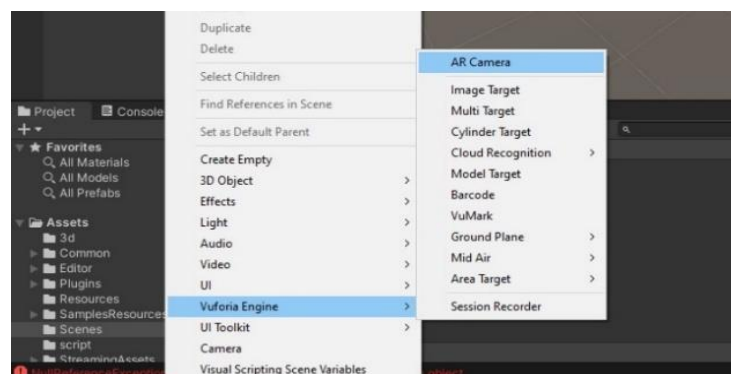 Duplicate
Delete
Select Children
Find References in Scene
Set as Default Parent
Create Empty
3D Object
Effects
Light
Audio
Video
UI
Vuforia Engine
UI Toolkit
Camera
Visual Scripting Scene Variables
AR Camera
Image Target
Multi Target
Cylinder Target
Cloud Recognition
Model Target
Barcode
VuMark
Ground Plane
Mid Air
Area Target
Session Recorder
Project
Console
Favorites
All Materials
All Models
All Prefabs
Assets
3d
Common
Editor
Plugins
Resources
SamplesResources
Scenes
script
StreamingAssets
NullReferenceException
object